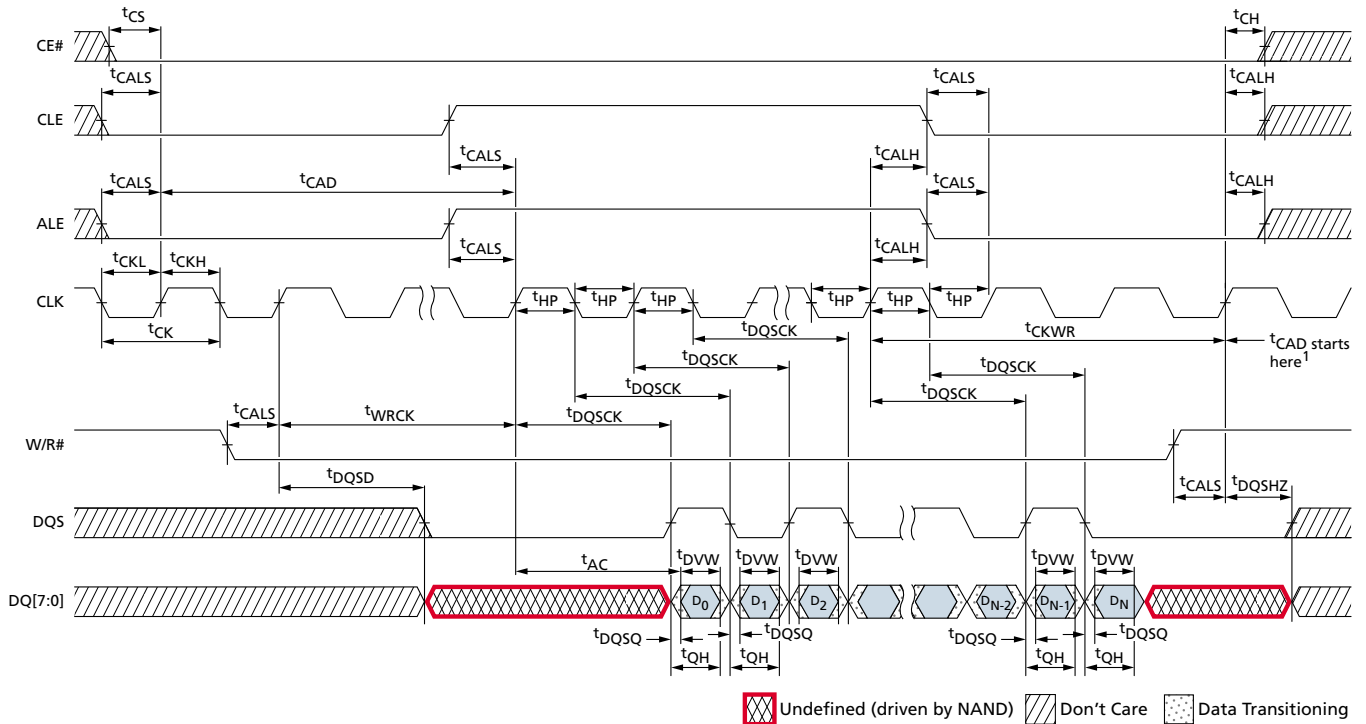 tCS tCH
CE#
tCALS tCALS tCALH
CLE
tCALS tCALH
tCALS tCAD tCALS tCALH
ALE
tCALS tCALH
tCKL tCKH
CLK tHP tHP tHP tHP tHP tHP
tCK tDQSCK tCKWR tCAD starts
here1
tDQSCK
tDQSCK tDQSCK
tDQSCK
tCALS tWRCK tDQSCK
W/R#
tDQSD tCALS tDQSHZ
DQS
tAC tDVW tDVW tDVW tDVW tDVW
DQ[7:0] D0 D1 D2 DN-2 DN-1 DN
tDQSQ tDQSQ tDQSQ tDQSQ
tQH tQH tQH tQH
Undefined (driven by NAND) Don't Care Data Transitioning